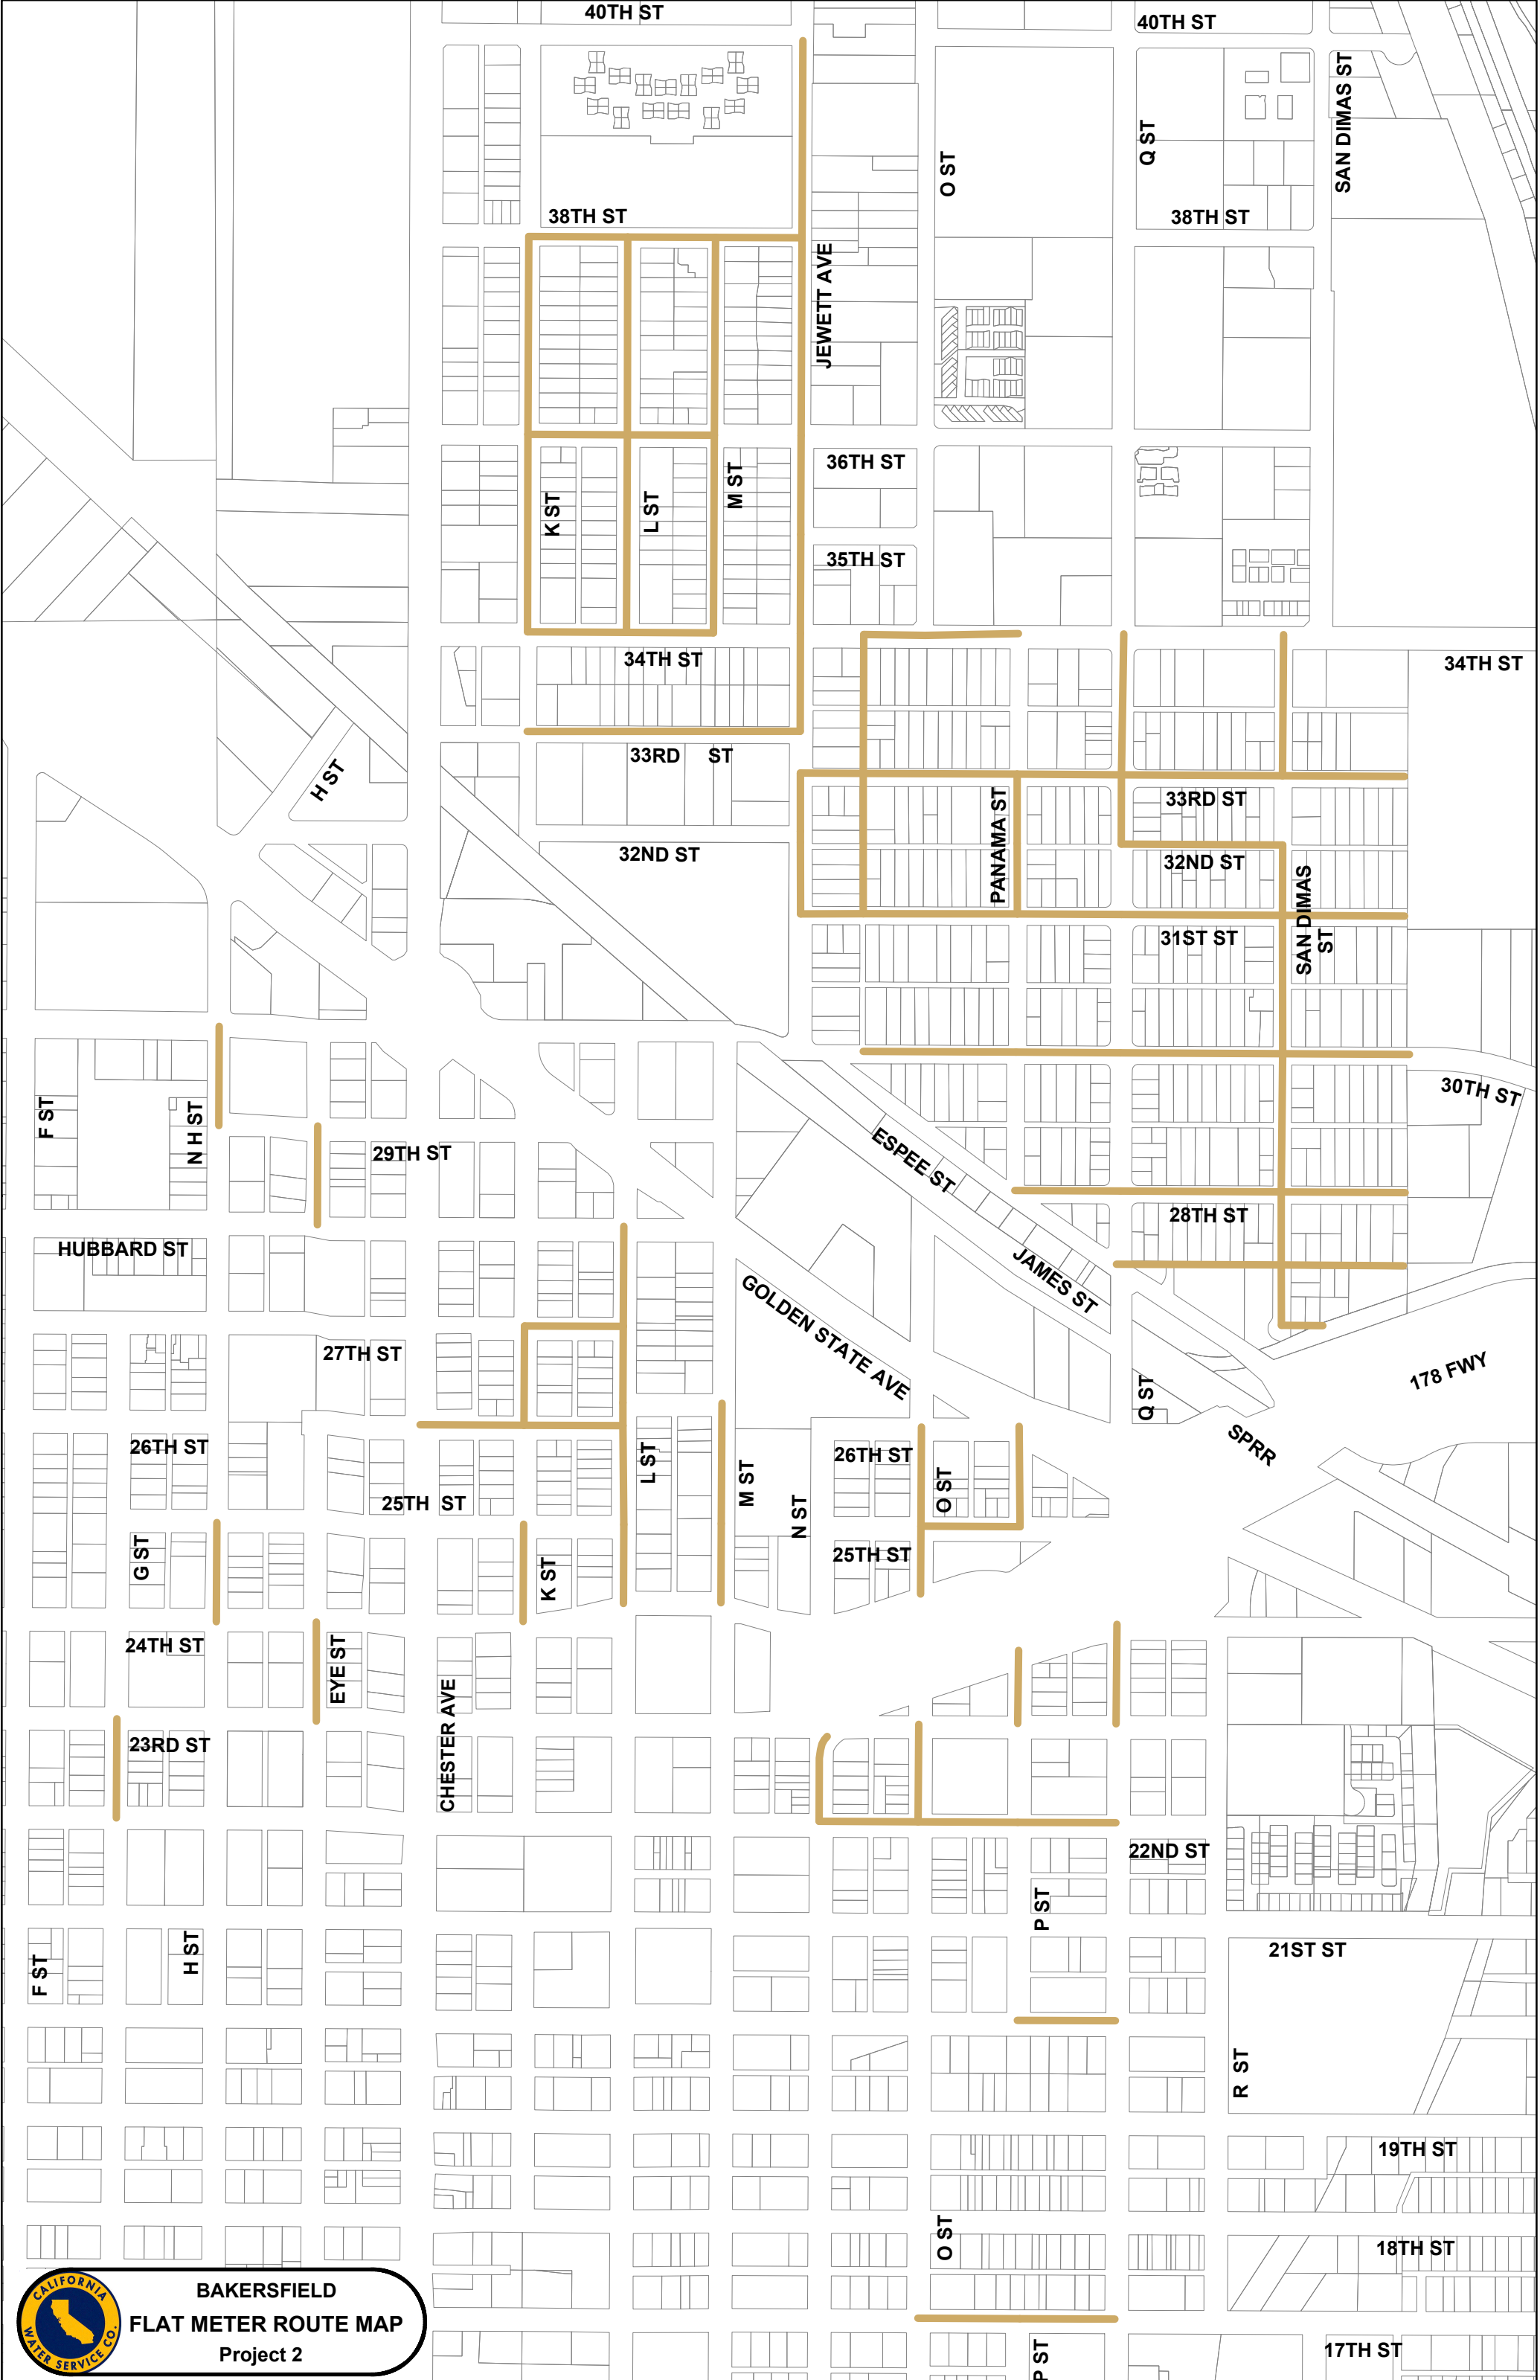 40TH ST
40TH ST
SAN DIMAS ST
Q ST
O ST
38TH ST
38TH ST
JEWETT AVE
36TH ST
M ST
L ST
K ST
35TH ST
34TH ST
34TH ST
33RD ST
H ST
33RD ST
PANAMA ST
32ND ST
32ND ST
SAN DIMAS
ST
31ST ST
30TH ST
F ST
N H ST
29TH ST
ESPEE ST
28TH ST
HUBBARD ST
JAMES ST
GOLDEN STATE AVE
27TH ST
178 FWY
Q ST
SPRR
26TH ST
L ST
M ST
26TH ST
O ST
25TH ST
N ST
G ST
K ST
25TH ST
24TH ST
EYE ST
CHESTER AVE
23RD ST
22ND ST
P ST
F ST
H ST
21ST ST
R ST
19TH ST
O ST
18TH ST
17TH ST
P ST
CALIFORNIA
WATER SERVICE CO.
BAKERSFIELD
FLAT METER ROUTE MAP
Project 2